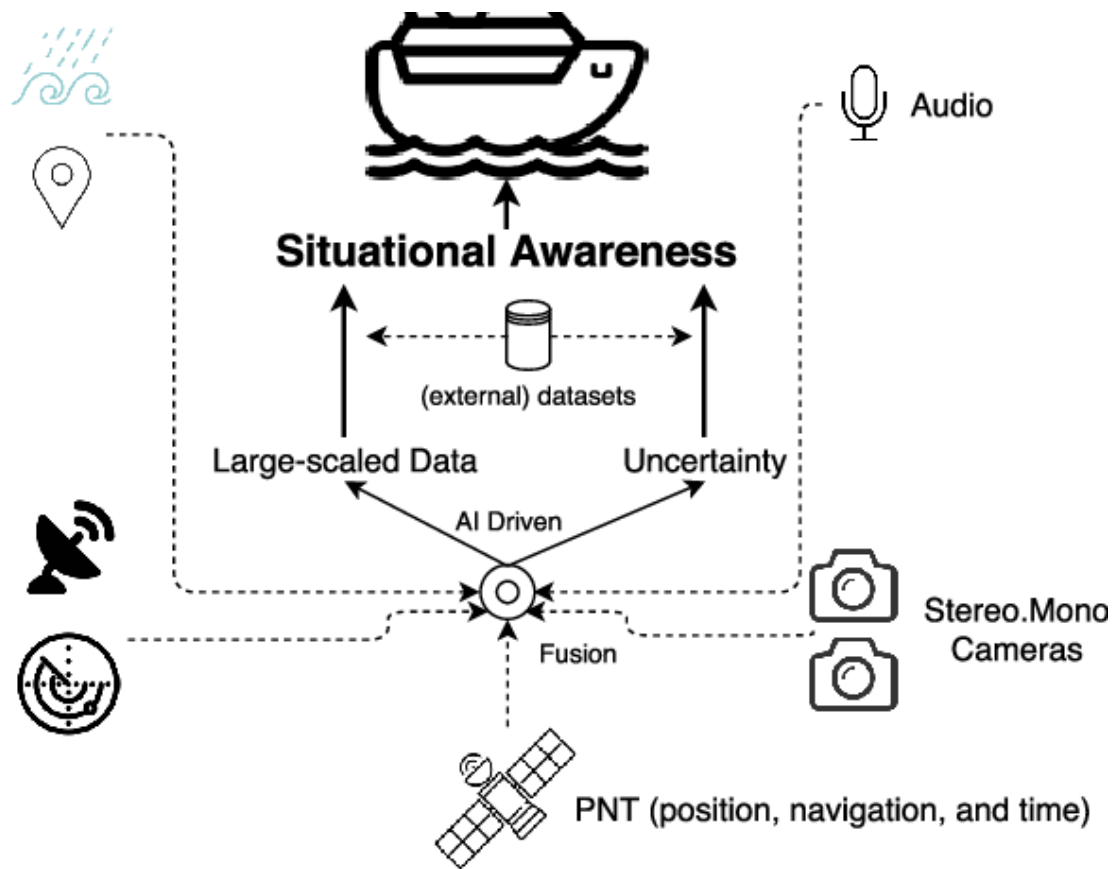 Audio
Situational Awareness
(external) datasets
Large-scaled Data
Uncertainty
AI Driven
Stereo.Mono
Cameras
Fusion
PNT (position, navigation, and time)